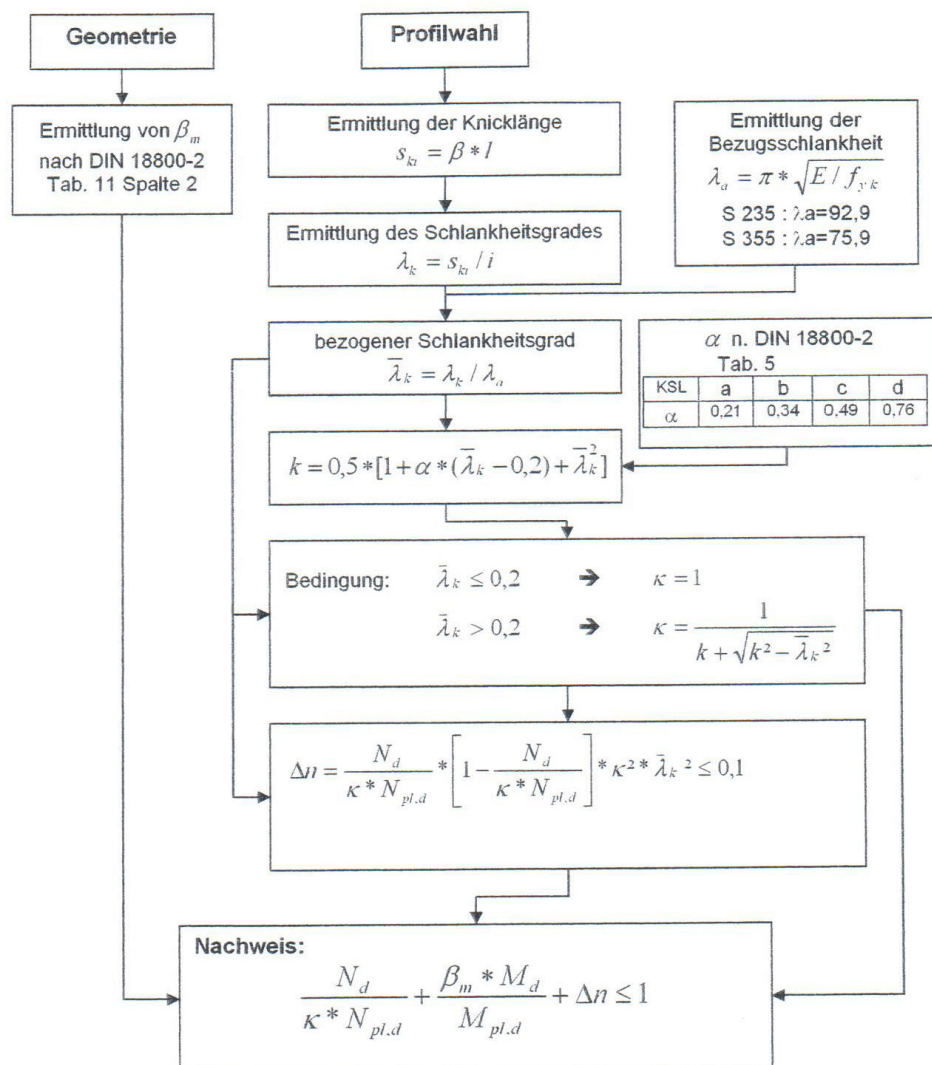 Geometrie
Profilwahl
Ermittlung von β_m
nach DIN 18800-2
Tab. 11 Spalte 2
Ermittlung der Knicklänge
s_ki = β * l
Ermittlung der
Bezugsschlankheit
λ_a = π * √(E / f_yk)
S 235 : λa=92,9
S 355 : λa=75,9
Ermittlung des Schlankheitsgrades
λ_k = s_ki / i
bezogener Schlankheitsgrad
λ̄_k = λ_k / λ_a
α n. DIN 18800-2
Tab. 5
KSL a b c d
α 0,21 0,34 0,49 0,76
k = 0,5 * [1 + α * (λ̄_k − 0,2) + λ̄_k²]
Bedingung: λ̄_k ≤ 0,2 ➔ κ = 1
λ̄_k > 0,2 ➔ κ = 1 / (k + √(k² − λ̄_k²))
Δn = N_d / (κ * N_pl,d) * [1 − N_d / (κ * N_pl,d)] * κ² * λ̄_k² ≤ 0,1
Nachweis:
N_d / (κ * N_pl,d) + (β_m * M_d) / M_pl,d + Δn ≤ 1